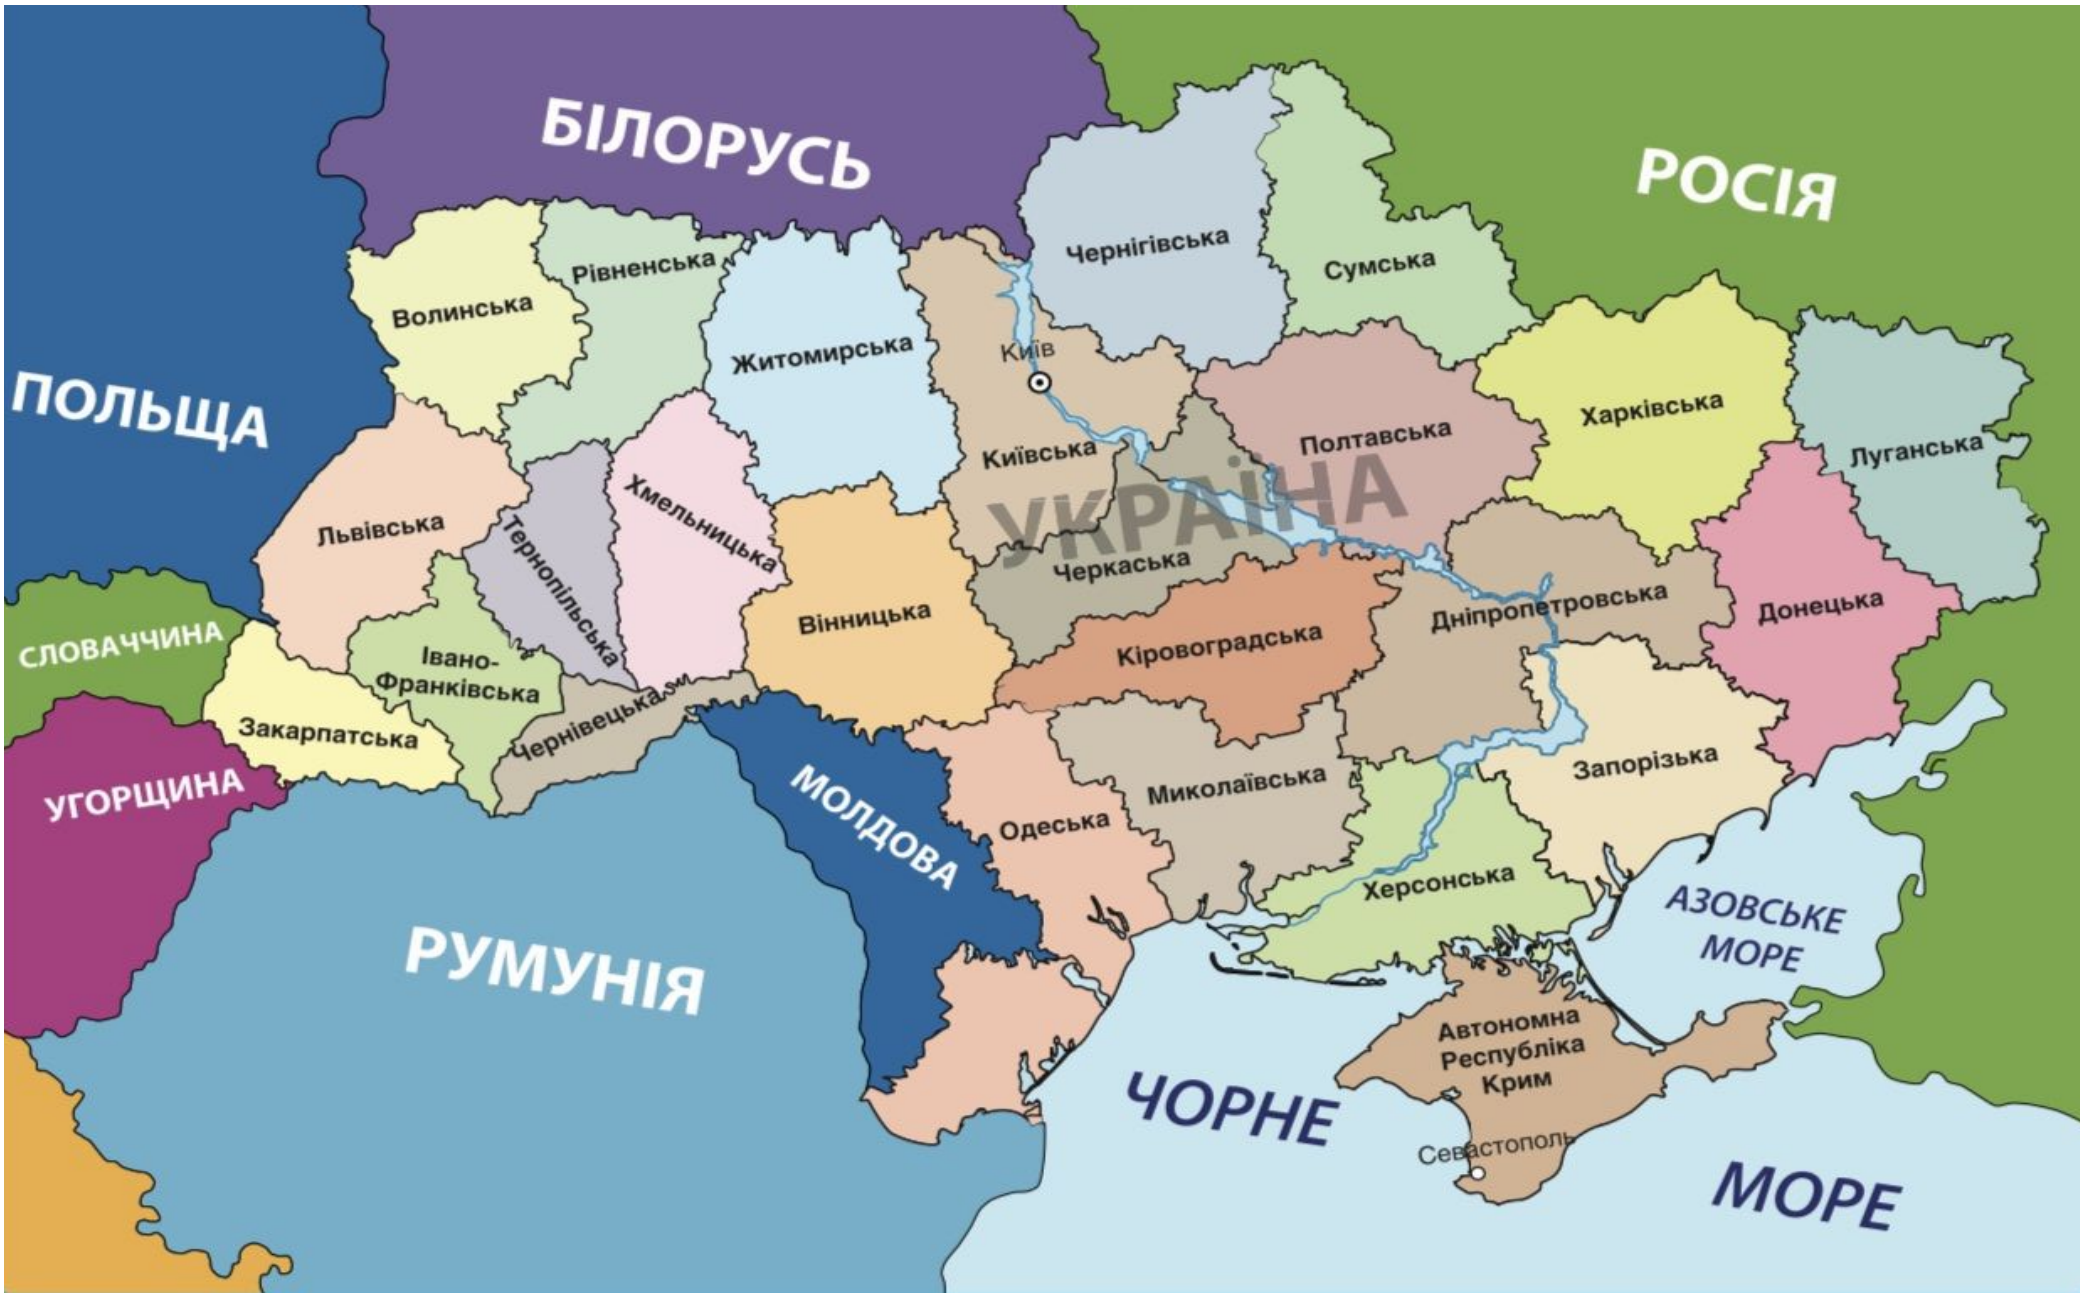 БІЛОРУСЬ
РОСІЯ
ПОЛЬЩА
СЛОВАЧЧИНА
УГОРЩИНА
РУМУНІЯ
МОЛДОВА
УКРАЇНА
Волинська
Рівненська
Житомирська
Київ
Київська
Чернігівська
Сумська
Львівська
Тернопільська
Хмельницька
Вінницька
Черкаська
Полтавська
Харківська
Луганська
Івано-
Франківська
Закарпатська
Чернівецька
Кіровоградська
Дніпропетровська
Донецька
Одеська
Миколаївська
Запорізька
Херсонська
Автономна
Республіка
Крим
Севастополь
АЗОВСЬКЕ
МОРЕ
ЧОРНЕ
МОРЕ